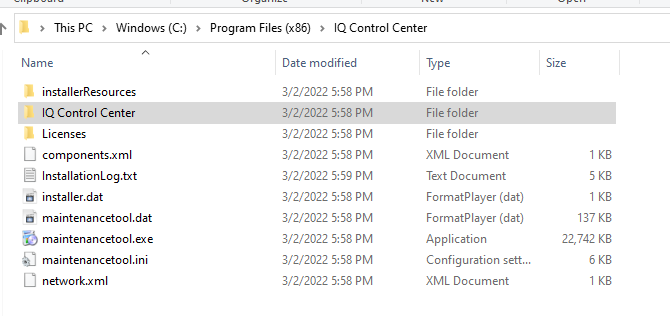 This PC > Windows (C:) > Program Files (x86) > IQ Control Center
Name Date modified Type Size
installerResources 3/2/2022 5:58 PM File folder
IQ Control Center 3/2/2022 5:58 PM File folder
Licenses 3/2/2022 5:58 PM File folder
components.xml 3/2/2022 5:58 PM XML Document 1 KB
InstallationLog.txt 3/2/2022 5:59 PM Text Document 5 KB
installer.dat 3/2/2022 5:58 PM FormatPlayer (dat) 1 KB
maintenancetool.dat 3/2/2022 5:58 PM FormatPlayer (dat) 137 KB
maintenancetool.exe 3/2/2022 5:58 PM Application 22,742 KB
maintenancetool.ini 3/2/2022 5:58 PM Configuration sett... 6 KB
network.xml 3/2/2022 5:58 PM XML Document 1 KB